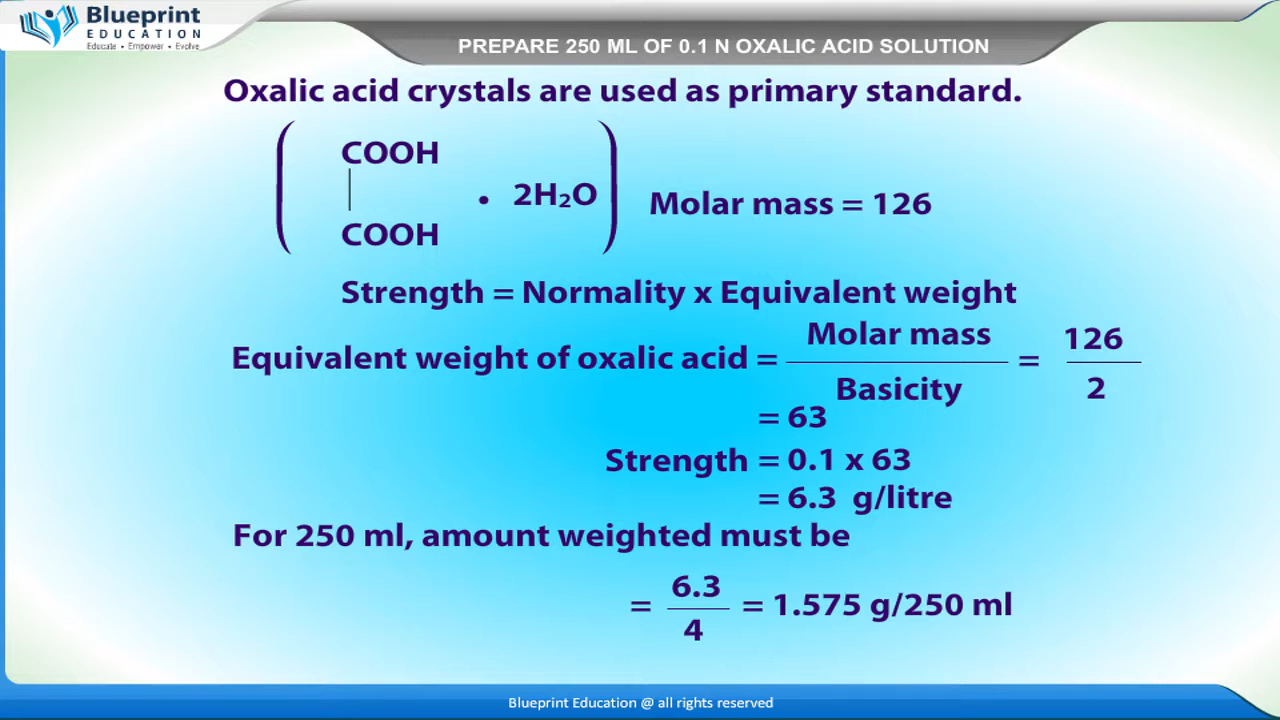 Blueprint
EDUCATION
Educate • Empower • Evolve
PREPARE 250 ML OF 0.1 N OXALIC ACID SOLUTION
Oxalic acid crystals are used as primary standard.
COOH
• 2H₂O
COOH
Molar mass = 126
Strength = Normality x Equivalent weight
Equivalent weight of oxalic acid = Molar mass / Basicity = 126 / 2
= 63
Strength = 0.1 x 63
= 6.3 g/litre
For 250 ml, amount weighted must be
= 6.3 / 4 = 1.575 g/250 ml
Blueprint Education @ all rights reserved